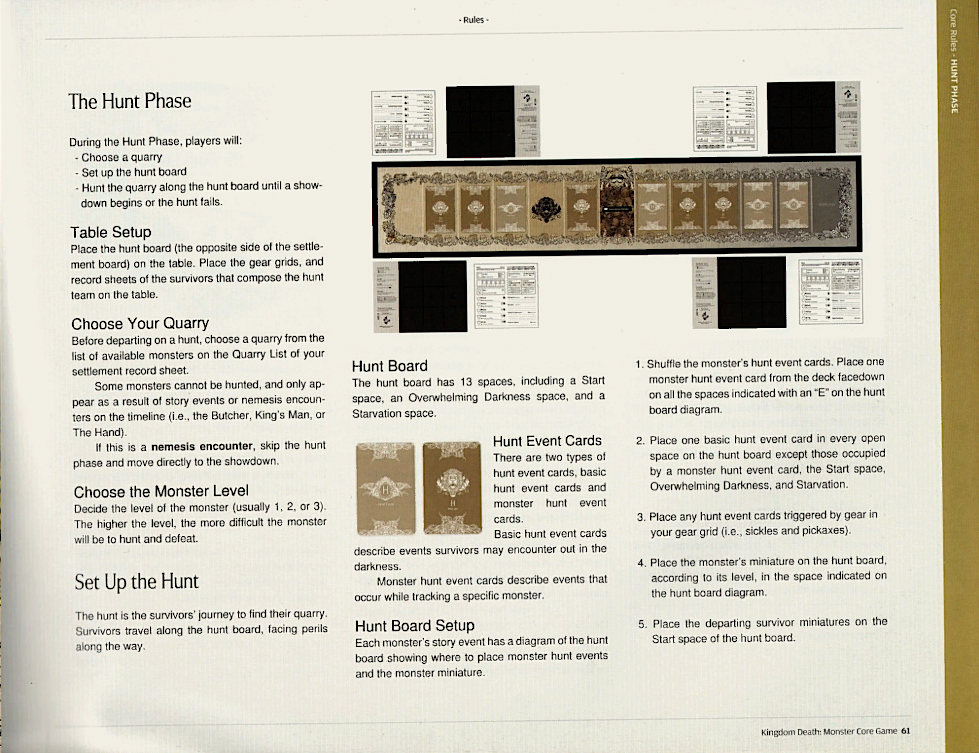 - Rules -
Core Rules - HUNT PHASE
The Hunt Phase
During the Hunt Phase, players will:
- Choose a quarry
- Set up the hunt board
- Hunt the quarry along the hunt board until a show-
down begins or the hunt fails.
Table Setup
Place the hunt board (the opposite side of the settle-
ment board) on the table. Place the gear grids, and
record sheets of the survivors that compose the hunt
team on the table.
Choose Your Quarry
Before departing on a hunt, choose a quarry from the
list of available monsters on the Quarry List of your
settlement record sheet.
Some monsters cannot be hunted, and only ap-
pear as a result of story events or nemesis encoun-
ters on the timeline (i.e., the Butcher, King's Man, or
The Hand).
If this is a nemesis encounter, skip the hunt
phase and move directly to the showdown.
Choose the Monster Level
Decide the level of the monster (usually 1, 2, or 3).
The higher the level, the more difficult the monster
will be to hunt and defeat.
Set Up the Hunt
The hunt is the survivors' journey to find their quarry.
Survivors travel along the hunt board, facing perils
along the way.
Hunt Board
The hunt board has 13 spaces, including a Start
space, an Overwhelming Darkness space, and a
Starvation space.
H
H
Hunt Event Cards
There are two types of
hunt event cards, basic
hunt event cards and
monster hunt event
cards.
Basic hunt event cards
describe events survivors may encounter out in the
darkness.
Monster hunt event cards describe events that
occur while tracking a specific monster.
Hunt Board Setup
Each monster's story event has a diagram of the hunt
board showing where to place monster hunt events
and the monster miniature.
1. Shuffle the monster's hunt event cards. Place one
monster hunt event card from the deck facedown
on all the spaces indicated with an "E" on the hunt
board diagram.
2. Place one basic hunt event card in every open
space on the hunt board except those occupied
by a monster hunt event card, the Start space,
Overwhelming Darkness, and Starvation.
3. Place any hunt event cards triggered by gear in
your gear grid (i.e., sickles and pickaxes).
4. Place the monster's miniature on the hunt board,
according to its level, in the space indicated on
the hunt board diagram.
5. Place the departing survivor miniatures on the
Start space of the hunt board.
Kingdom Death: Monster Core Game 61